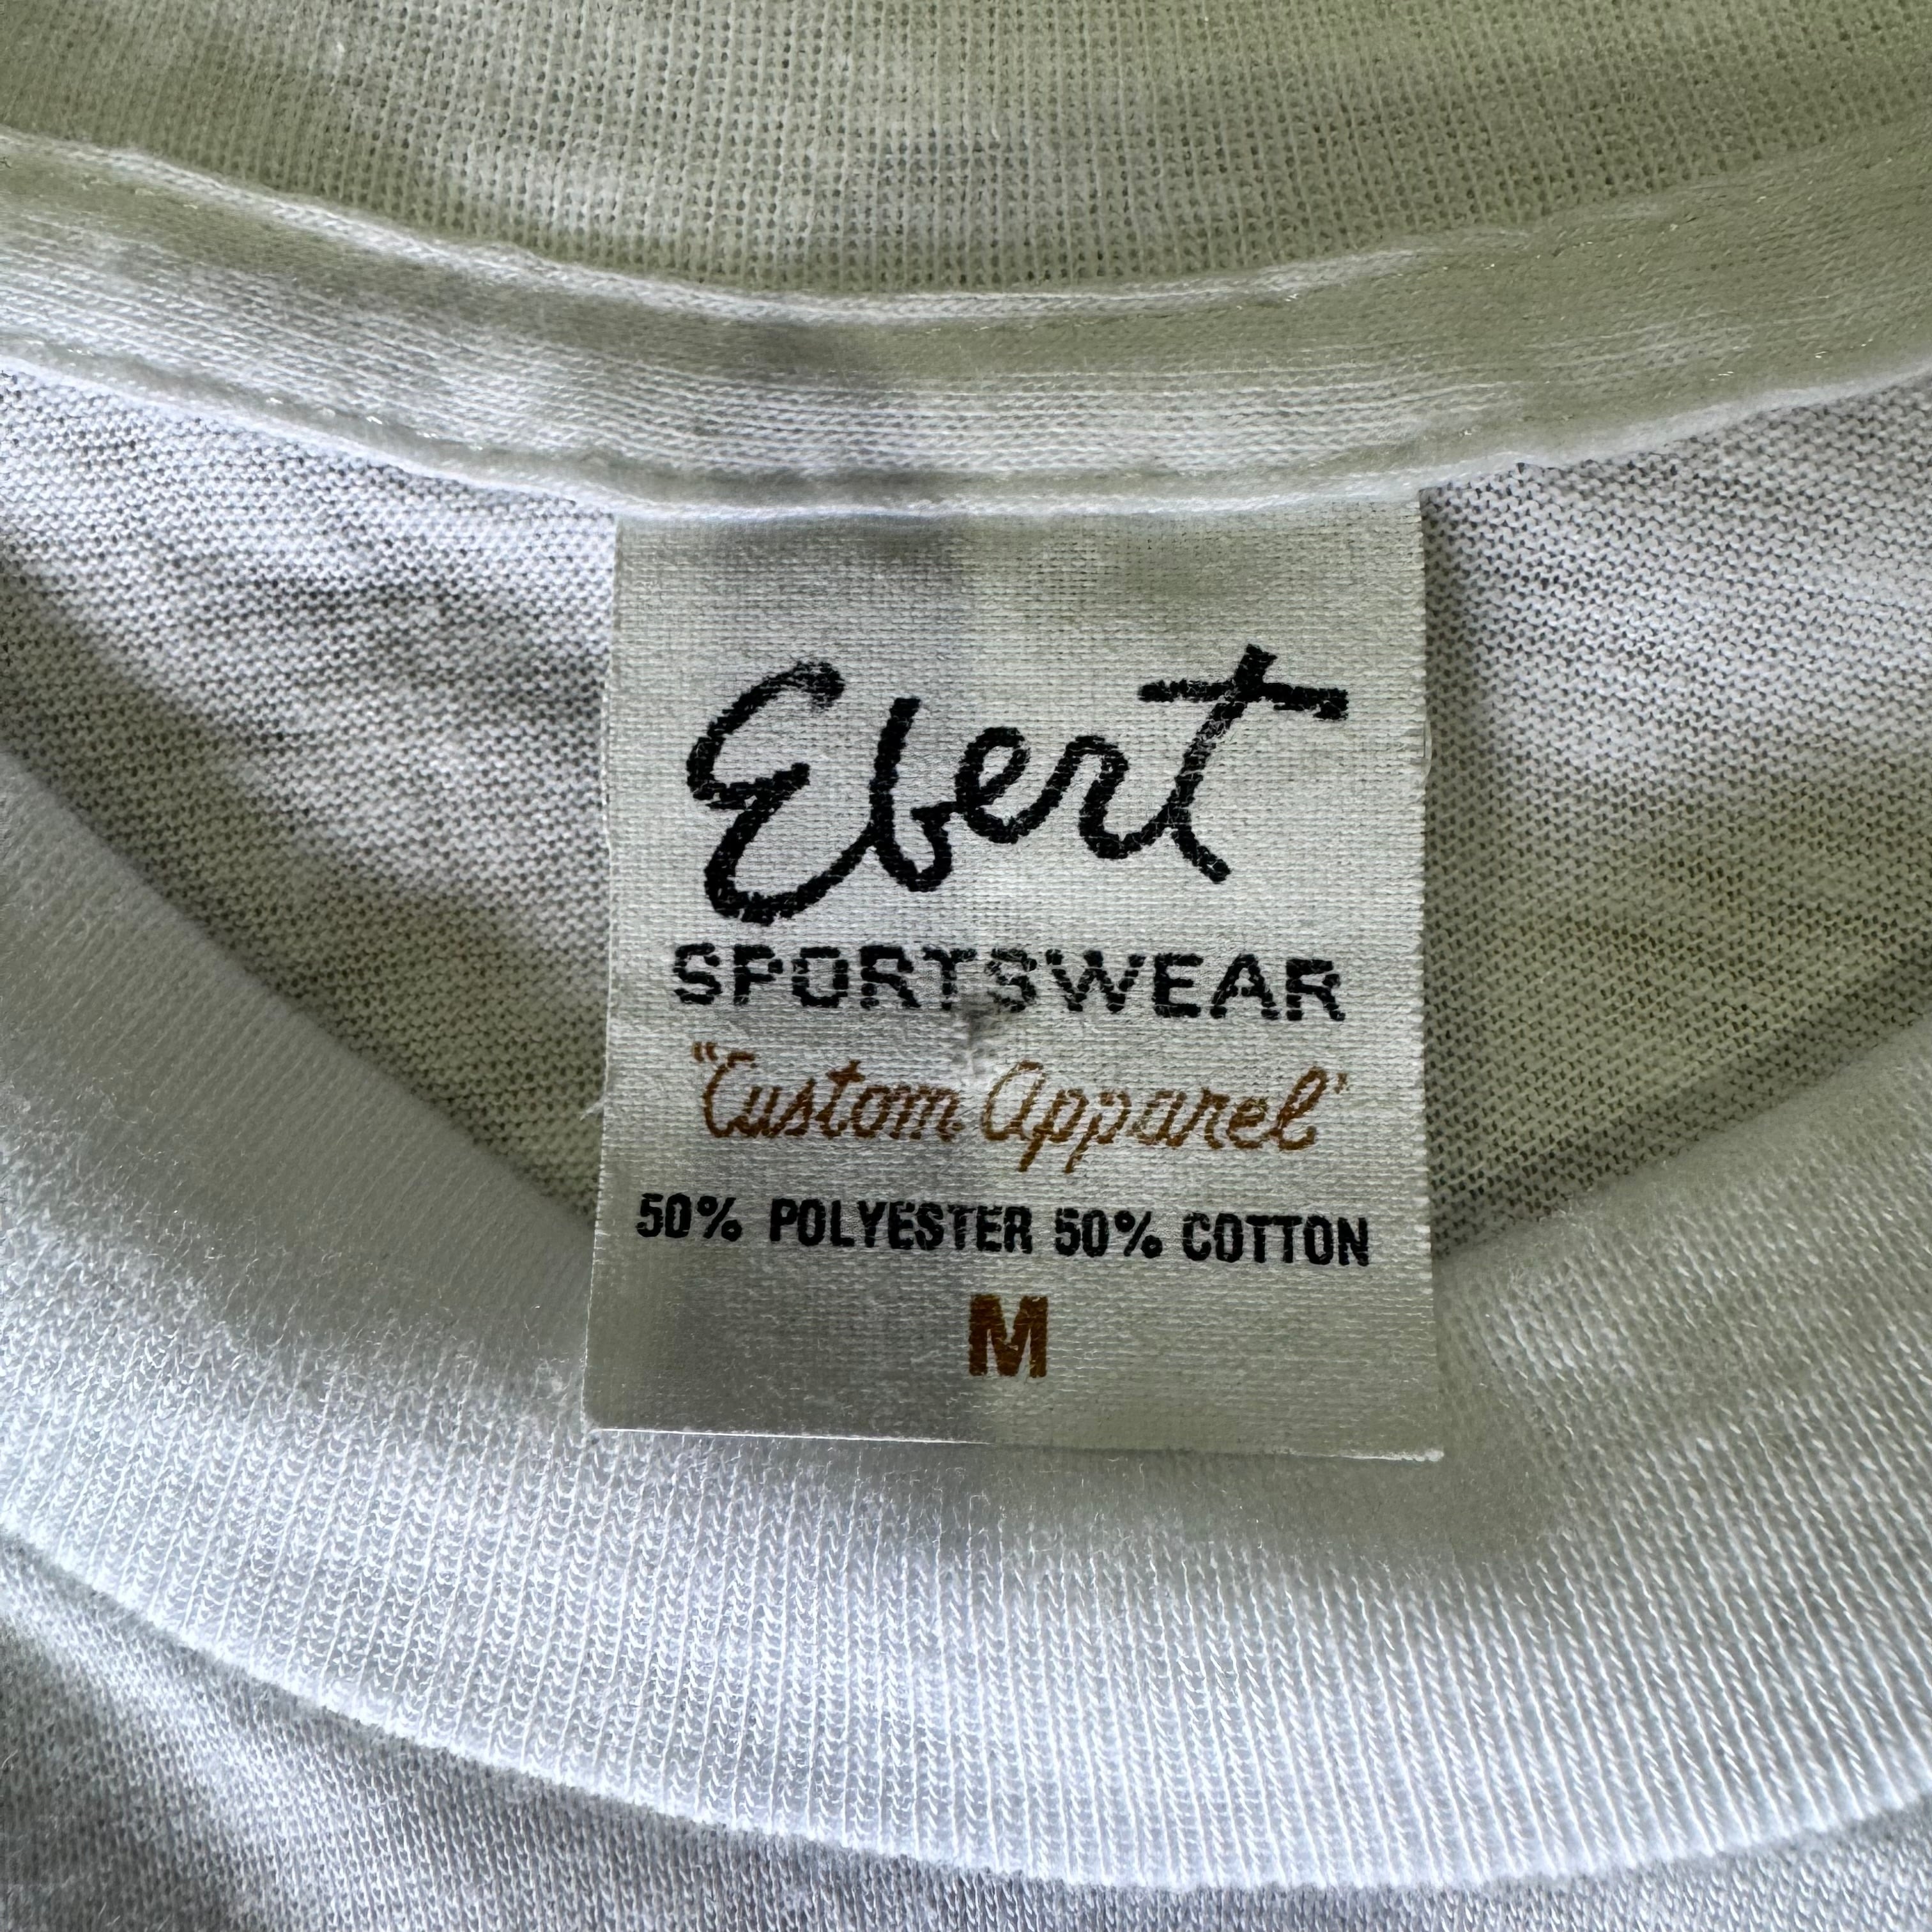 Ebert
SPORTSWEAR
"Custom Apparel"
50% POLYESTER 50% COTTON
M